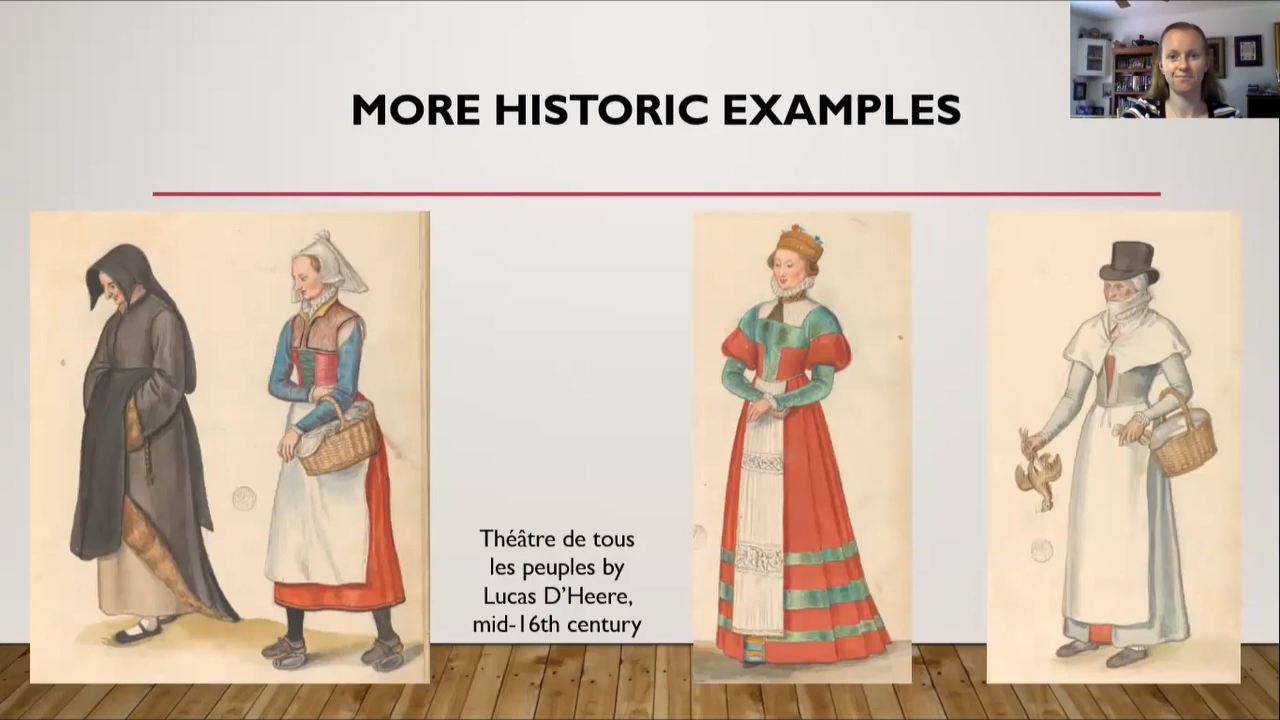 MORE HISTORIC EXAMPLES
Théâtre de tous
les peuples by
Lucas D'Heere,
mid-16th century